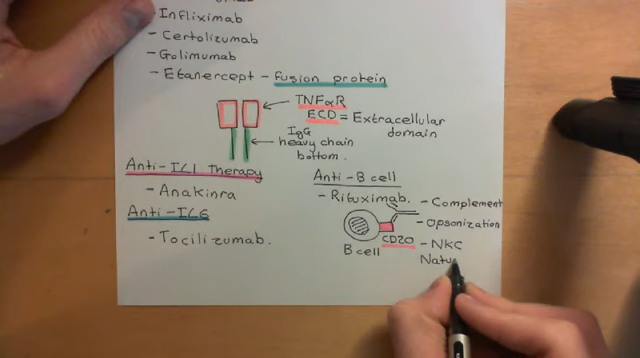 - Infliximab
- Certolizumab
- Golimumab
- Etanercept - fusion protein
TNFαR
ECD = Extracellular
domain
IgG
heavy chain
bottom.
Anti-IL1 Therapy
- Anakinra
Anti-IL6
- Tocilizumab.
Anti-B cell
- Rituximab.
- Complement
- Opsonization
CD20
B cell
- NKC
Natu